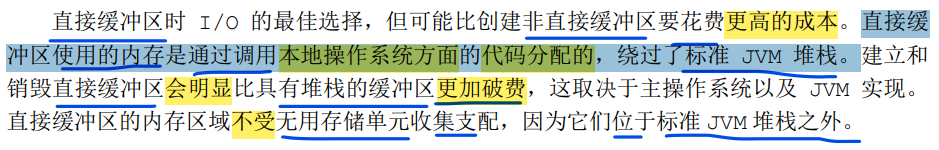 直接缓冲区时 I/O 的最佳选择，但可能比创建非直接缓冲区要花费更高的成本。直接缓
冲区使用的内存是通过调用本地操作系统方面的代码分配的，绕过了标准 JVM 堆栈。建立和
销毁直接缓冲区会明显比具有堆栈的缓冲区更加破费，这取决于主操作系统以及 JVM 实现。
直接缓冲区的内存区域不受无用存储单元收集支配，因为它们位于标准 JVM 堆栈之外。